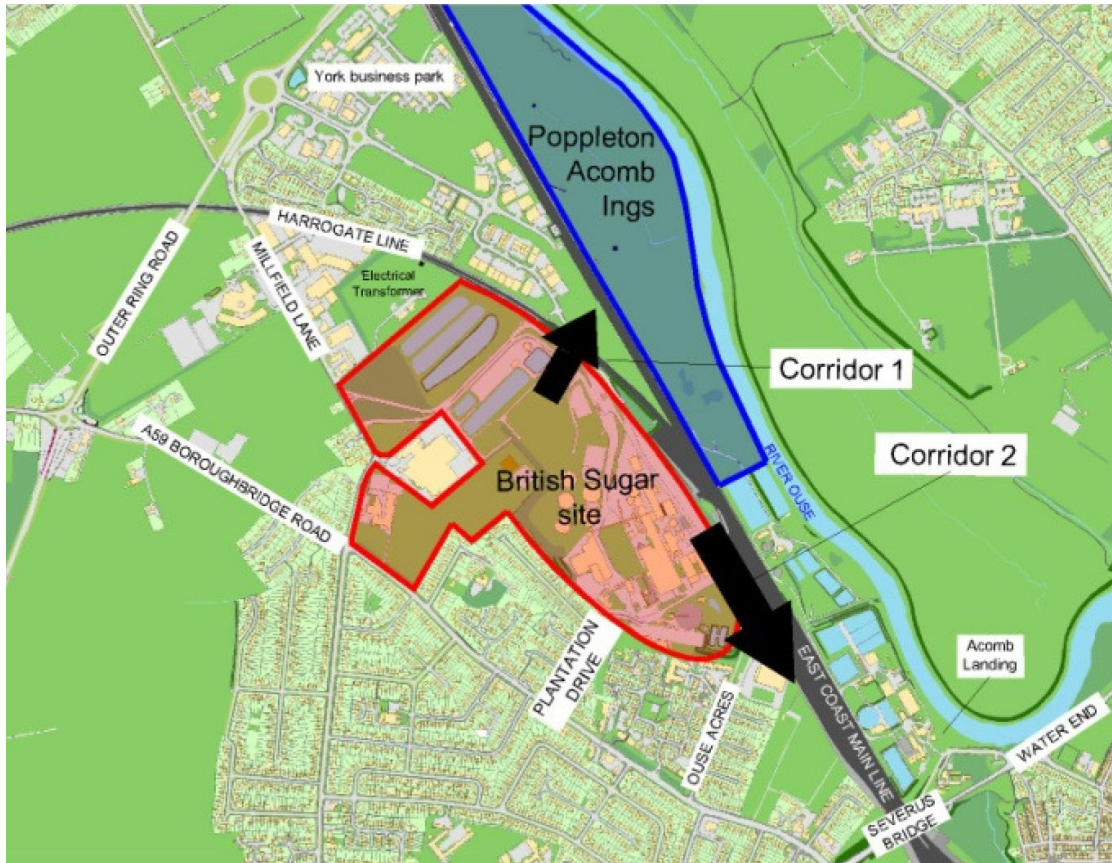 York business park
Poppleton
Acomb
Ings
HARROGATE LINE
MILLFIELD LANE
OUTER RING ROAD
Electrical
Transformer
Corridor 1
A59 BOROUGHBRIDGE ROAD
British Sugar
site
Corridor 2
RIVER OUSE
PLANTATION
DRIVE
OUSE ACRES
EAST COAST MAIN LINE
Acomb
Landing
WATER END
SEVERUS
BRIDGE